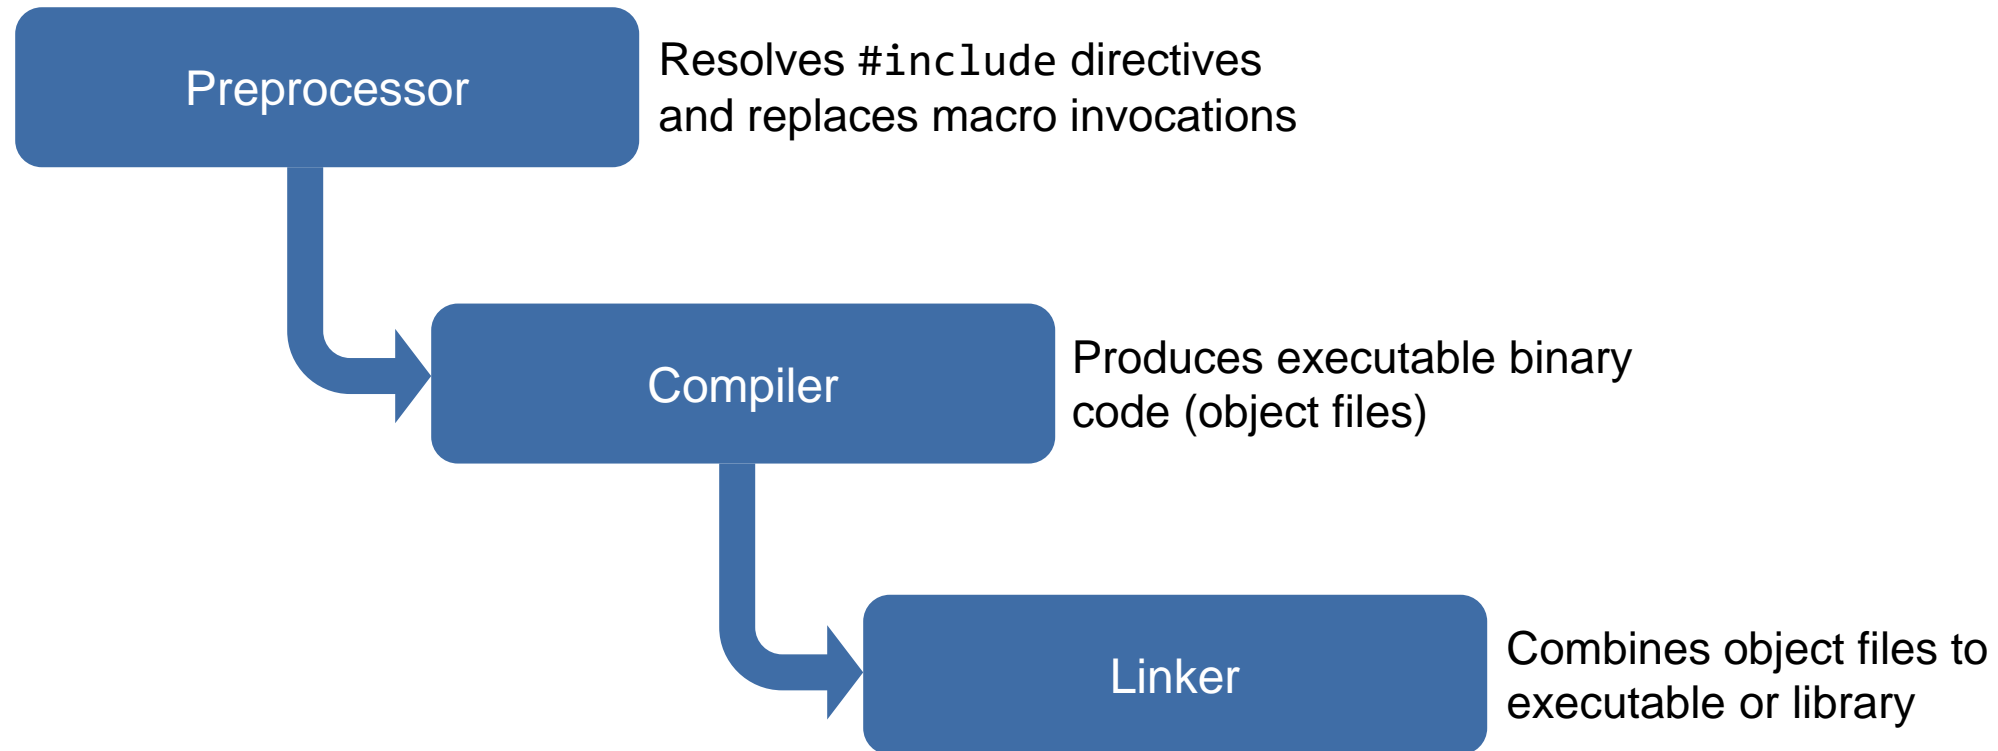 Preprocessor
Resolves #include directives
and replaces macro invocations
Compiler
Produces executable binary
code (object files)
Linker
Combines object files to
executable or library